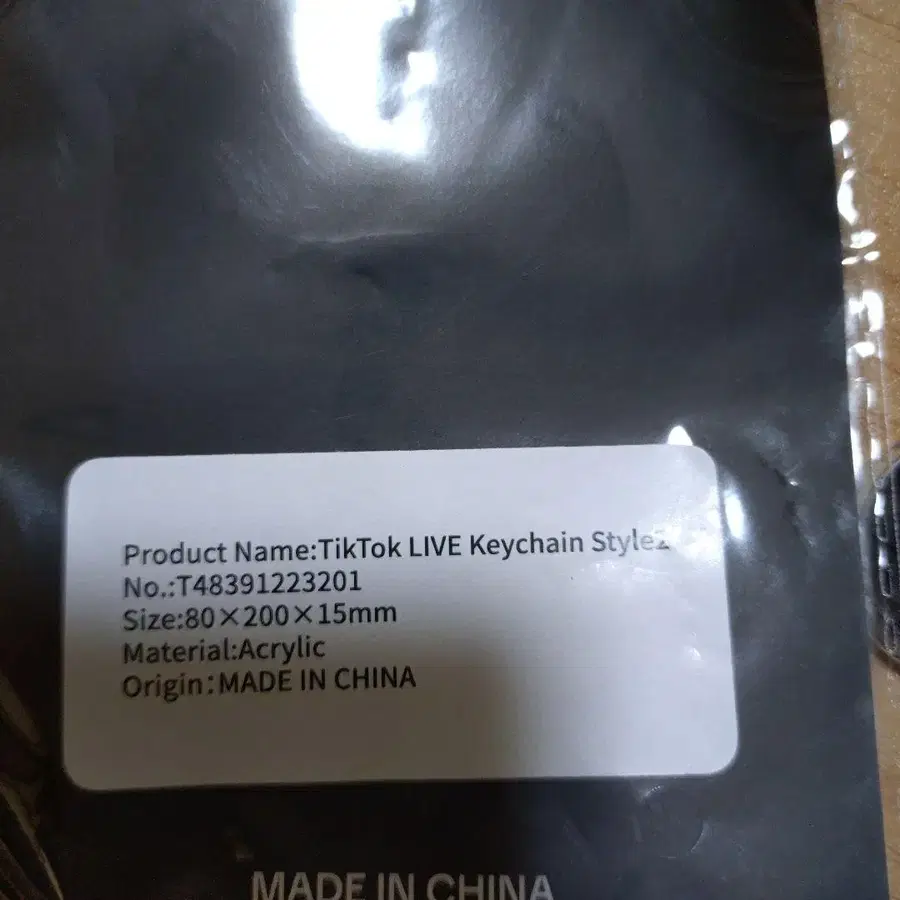 Product Name:TikTok LIVE Keychain Style2
No.:T48391223201
Size:80×200×15mm
Material:Acrylic
Origin:MADE IN CHINA
MADE IN CHINA